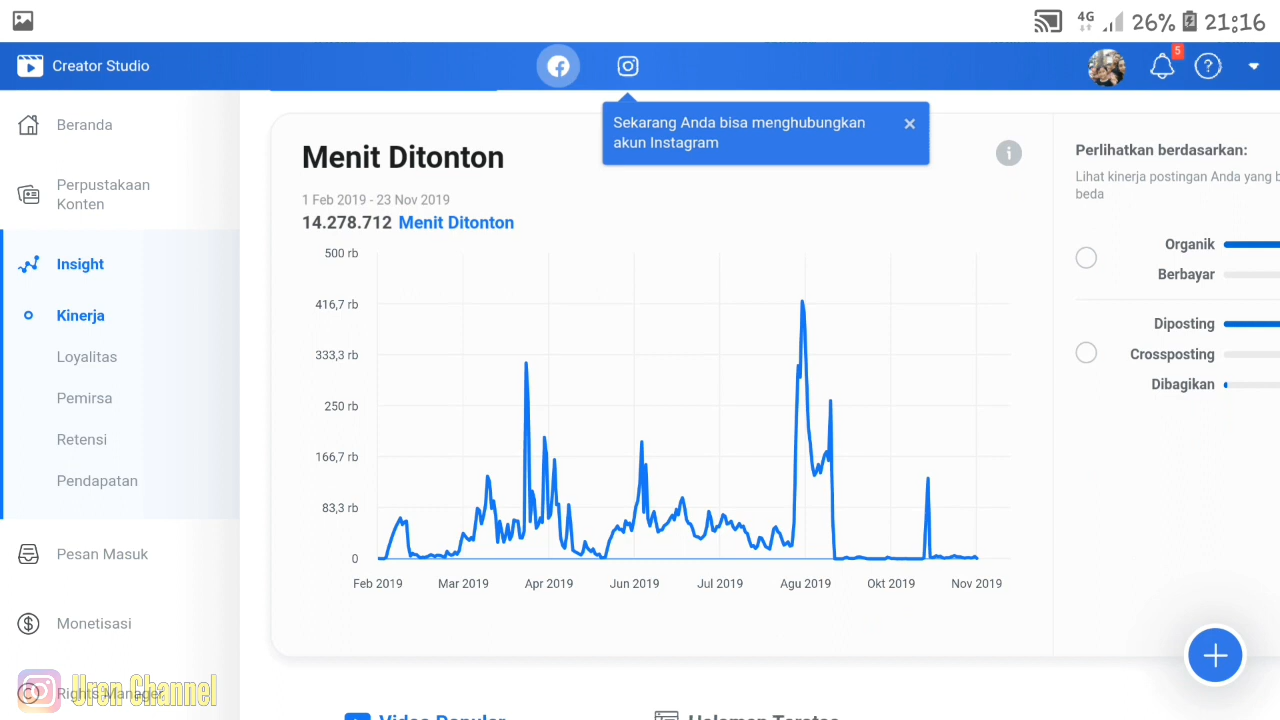 4G 26% 21:16
Creator Studio
5
Beranda
Perpustakaan
Konten
Insight
Kinerja
Loyalitas
Pemirsa
Retensi
Pendapatan
Pesan Masuk
Monetisasi
Rights Manager
Uren Channel
Sekarang Anda bisa menghubungkan
akun Instagram
Menit Ditonton
1 Feb 2019 - 23 Nov 2019
14.278.712 Menit Ditonton
500 rb
416,7 rb
333,3 rb
250 rb
166,7 rb
83,3 rb
0
Feb 2019 Mar 2019 Apr 2019 Jun 2019 Jul 2019 Agu 2019 Okt 2019 Nov 2019
Perlihatkan berdasarkan:
Lihat kinerja postingan Anda yang b
beda
Organik
Berbayar
Diposting
Crossposting
Dibagikan
Video Populer
Halaman Teratas